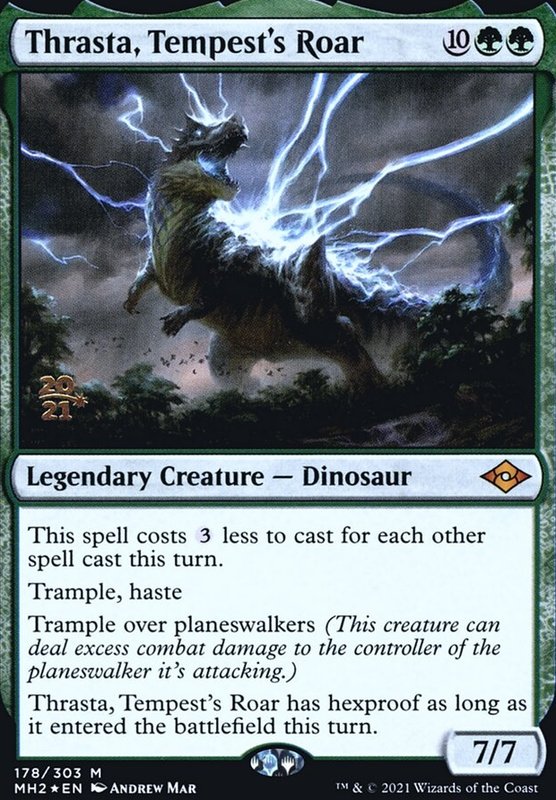 Thrasta, Tempest's Roar 10
20
21
Legendary Creature — Dinosaur
This spell costs 3 less to cast for each other
spell cast this turn.
Trample, haste
Trample over planeswalkers (This creature can
deal excess combat damage to the controller of the
planeswalker it's attacking.)
Thrasta, Tempest's Roar has hexproof as long as
it entered the battlefield this turn.
7/7
178/303 M
MH2 EN Andrew Mar
™ & © 2021 Wizards of the Coast